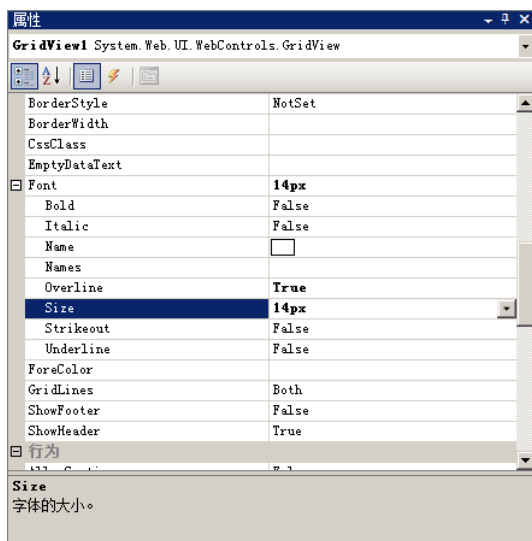 属性
GridView1 System.Web.UI.WebControls.GridView
BorderStyle NotSet
BorderWidth
CssClass
EmptyDataText
Font 14px
Bold False
Italic False
Name
Names
Overline True
Size 14px
Strikeout False
Underline False
ForeColor
GridLines Both
ShowFooter False
ShowHeader True
行为
Size
字体的大小。